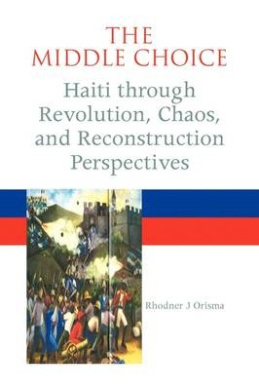 THE
MIDDLE CHOICE
Haiti through
Revolution, Chaos,
and Reconstruction
Perspectives
Rhodner J Orisma